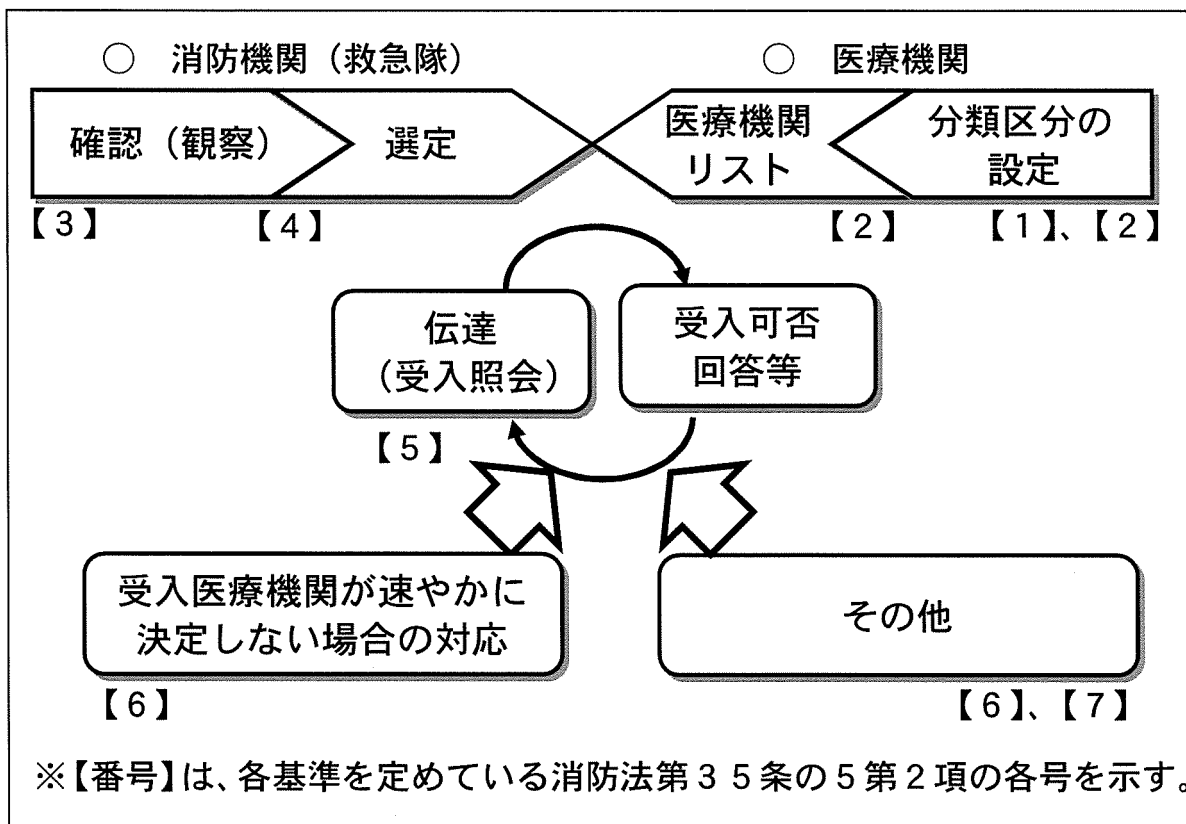 ○ 消防機関（救急隊）
○ 医療機関
確認（観察）
選定
医療機関
リスト
分類区分の
設定
【３】
【４】
【２】
【１】、【２】
伝達
（受入照会）
受入可否
回答等
【５】
受入医療機関が速やかに
決定しない場合の対応
その他
【６】
【６】、【７】
※【番号】は、各基準を定めている消防法第３５条の５第２項の各号を示す。